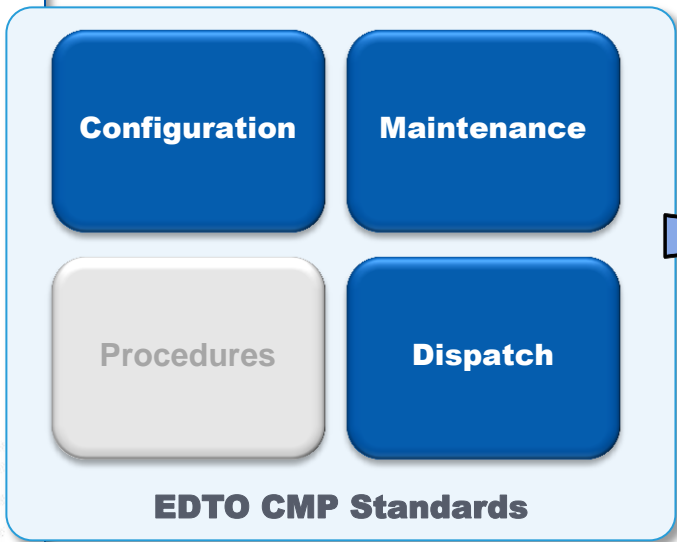 Configuration
Maintenance
Procedures
Dispatch
EDTO CMP Standards